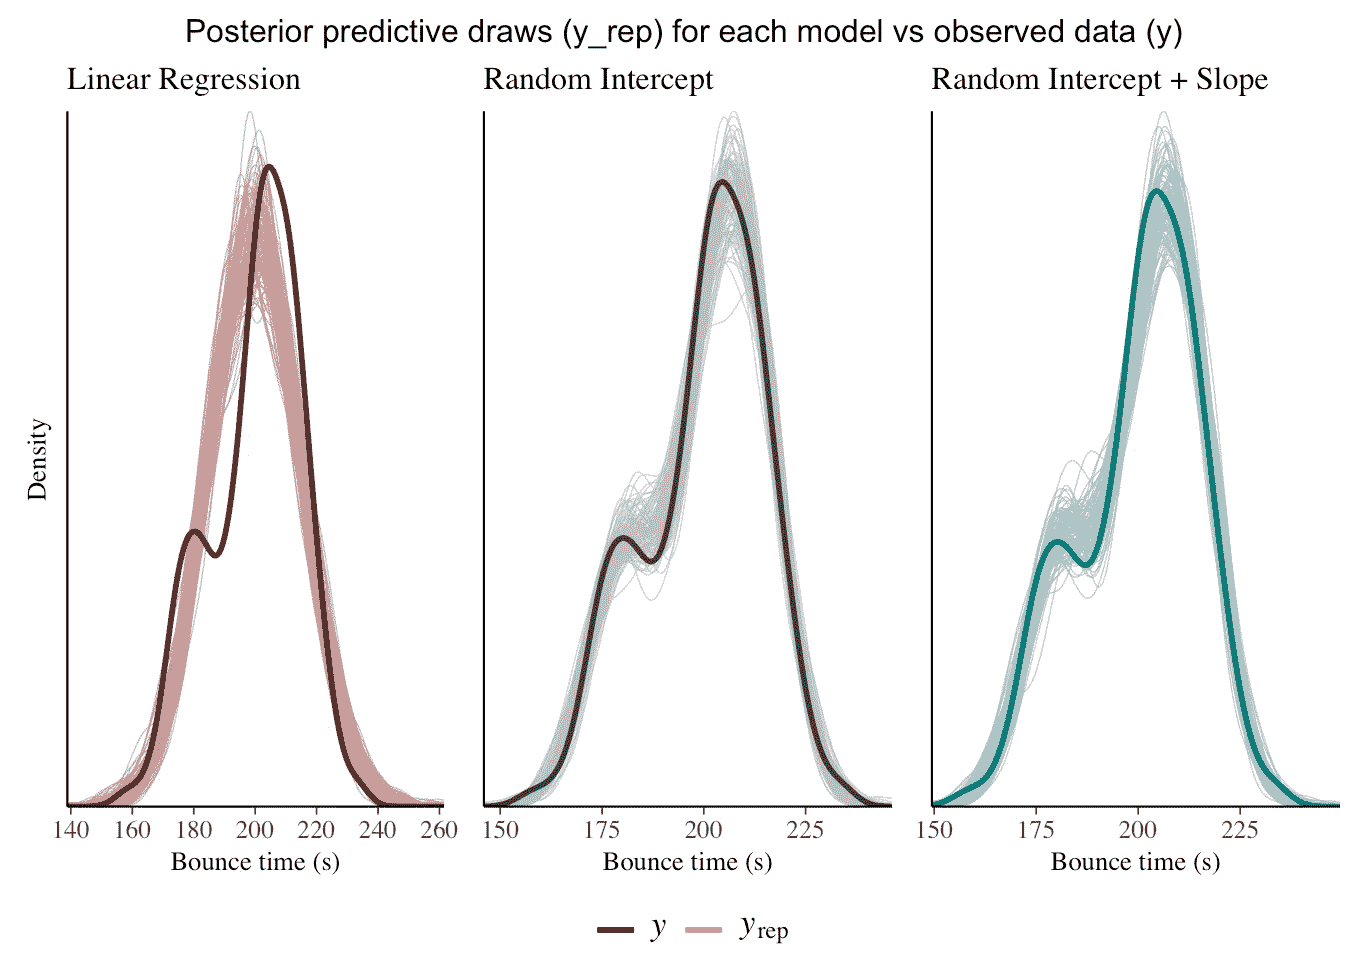 Posterior predictive draws (y_rep) for each model vs observed data (y)
Linear Regression
Random Intercept
Random Intercept + Slope
Density
140 160 180 200 220 240 260
150 175 200 225
150 175 200 225
Bounce time (s)
Bounce time (s)
Bounce time (s)
y yrep